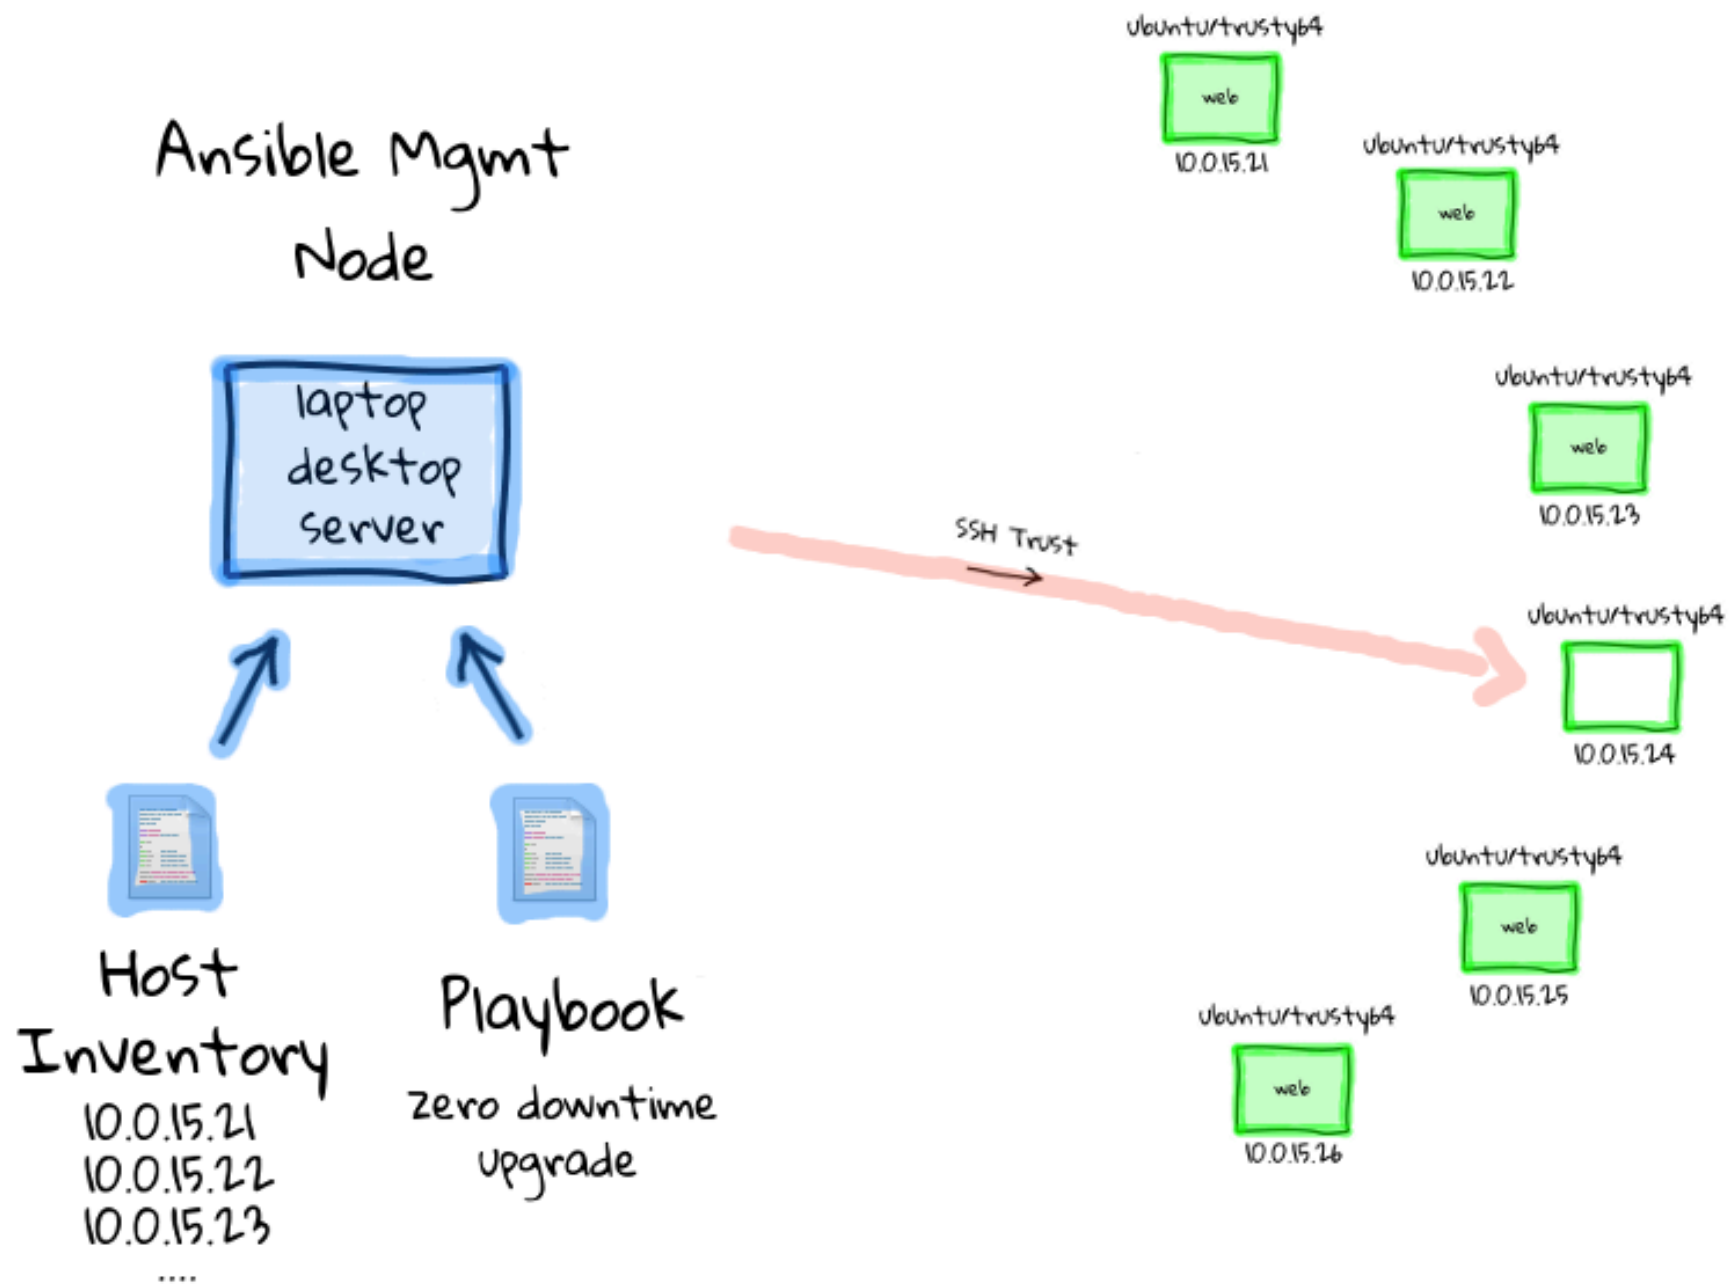 Ansible Mgmt
Node
laptop
desktop
server
Host
Inventory
10.0.15.21
10.0.15.22
10.0.15.23
....
Playbook
zero downtime
upgrade
SSH Trust
ubuntu/trusty64
web
10.0.15.21
ubuntu/trusty64
web
10.0.15.22
ubuntu/trusty64
web
10.0.15.23
ubuntu/trusty64
10.0.15.24
ubuntu/trusty64
web
10.0.15.25
ubuntu/trusty64
web
10.0.15.26